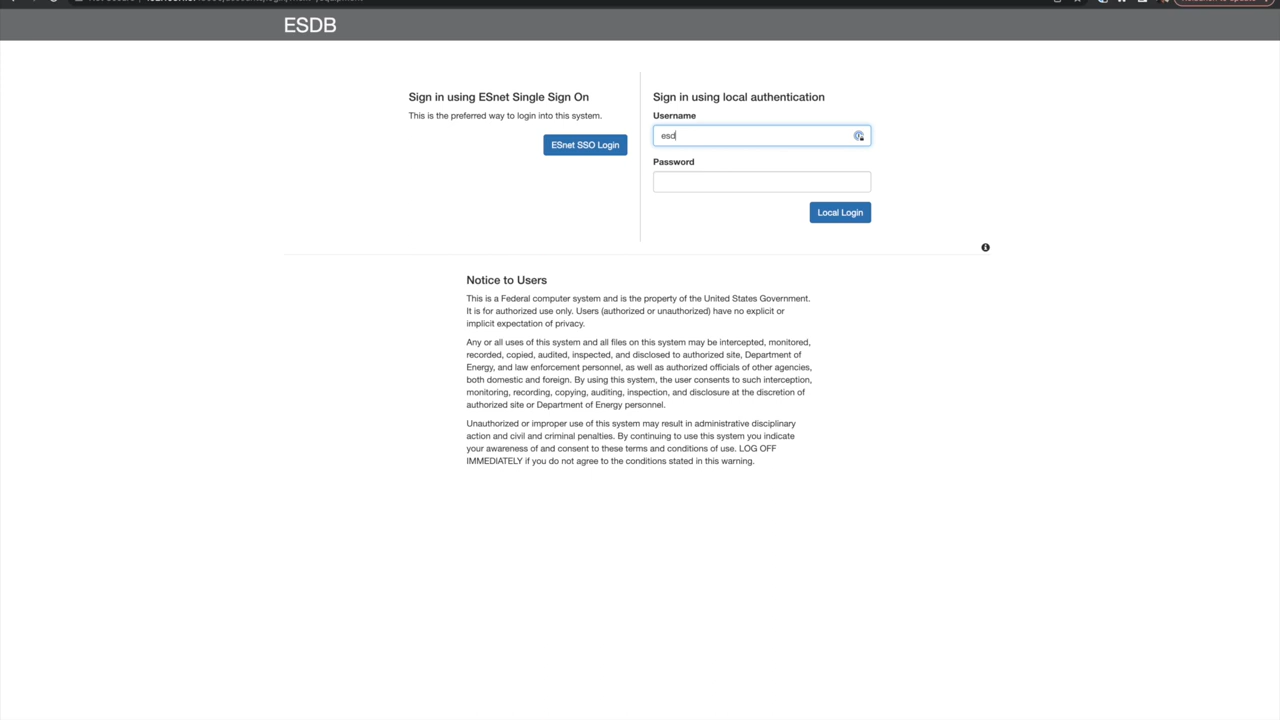 ESDB
Sign in using ESnet Single Sign On
This is the preferred way to login into this system.
ESnet SSO Login
Sign in using local authentication
Username
esd
Password
Local Login
Notice to Users
This is a Federal computer system and is the property of the United States Government.
It is for authorized use only. Users (authorized or unauthorized) have no explicit or
implicit expectation of privacy.
Any or all uses of this system and all files on this system may be intercepted, monitored,
recorded, copied, audited, inspected, and disclosed to authorized site, Department of
Energy, and law enforcement personnel, as well as authorized officials of other agencies,
both domestic and foreign. By using this system, the user consents to such interception,
monitoring, recording, copying, auditing, inspection, and disclosure at the discretion of
authorized site or Department of Energy personnel.
Unauthorized or improper use of this system may result in administrative disciplinary
action and civil and criminal penalties. By continuing to use this system you indicate
your awareness of and consent to these terms and conditions of use. LOG OFF
IMMEDIATELY if you do not agree to the conditions stated in this warning.